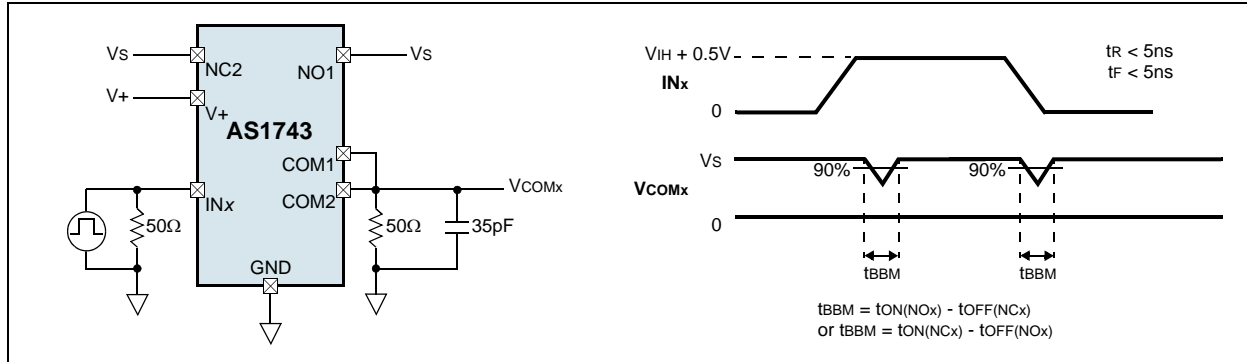 Vs
NC2
NO1
Vs
V+
V+
AS1743
COM1
INx
COM2
VCOMx
50Ω
50Ω
35pF
GND
VIH + 0.5V
tR < 5ns
tF < 5ns
INx
0
Vs
90%
90%
VCOMx
0
tBBM
tBBM
tBBM = tON(NOx) - tOFF(NCx)
or tBBM = tON(NCx) - tOFF(NOx)